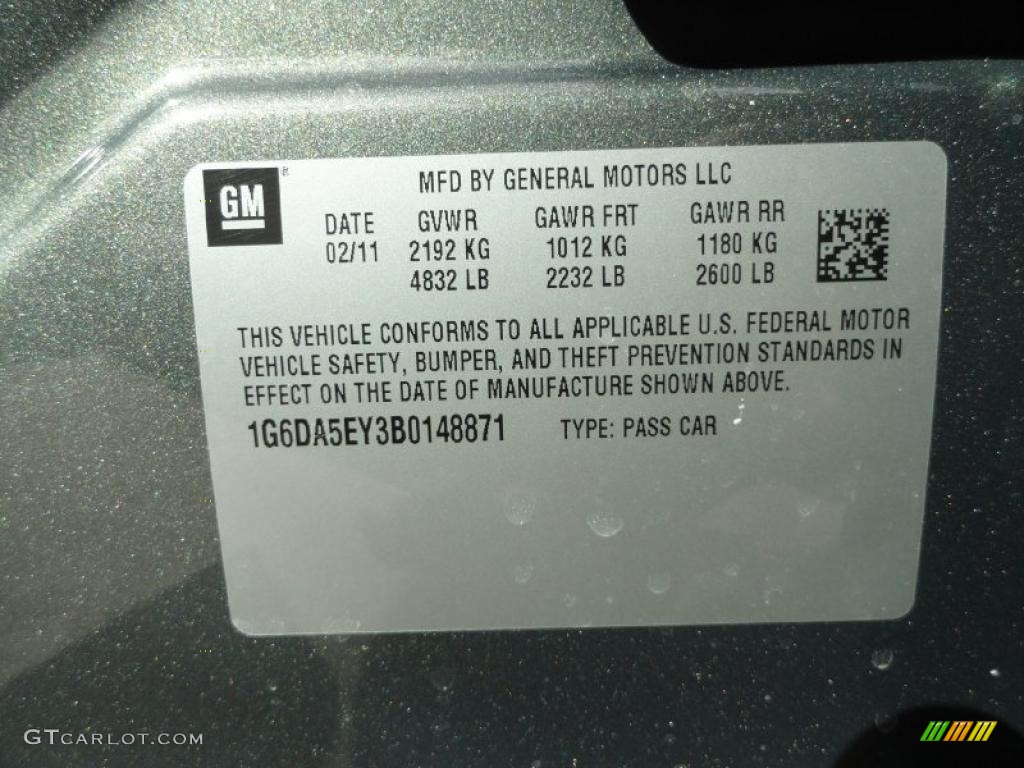 GM ®
MFD BY GENERAL MOTORS LLC
DATE GVWR GAWR FRT GAWR RR
02/11 2192 KG 1012 KG 1180 KG
4832 LB 2232 LB 2600 LB
THIS VEHICLE CONFORMS TO ALL APPLICABLE U.S. FEDERAL MOTOR
VEHICLE SAFETY, BUMPER, AND THEFT PREVENTION STANDARDS IN
EFFECT ON THE DATE OF MANUFACTURE SHOWN ABOVE.
1G6DA5EY3B0148871 TYPE: PASS CAR
GTCARLOT.COM